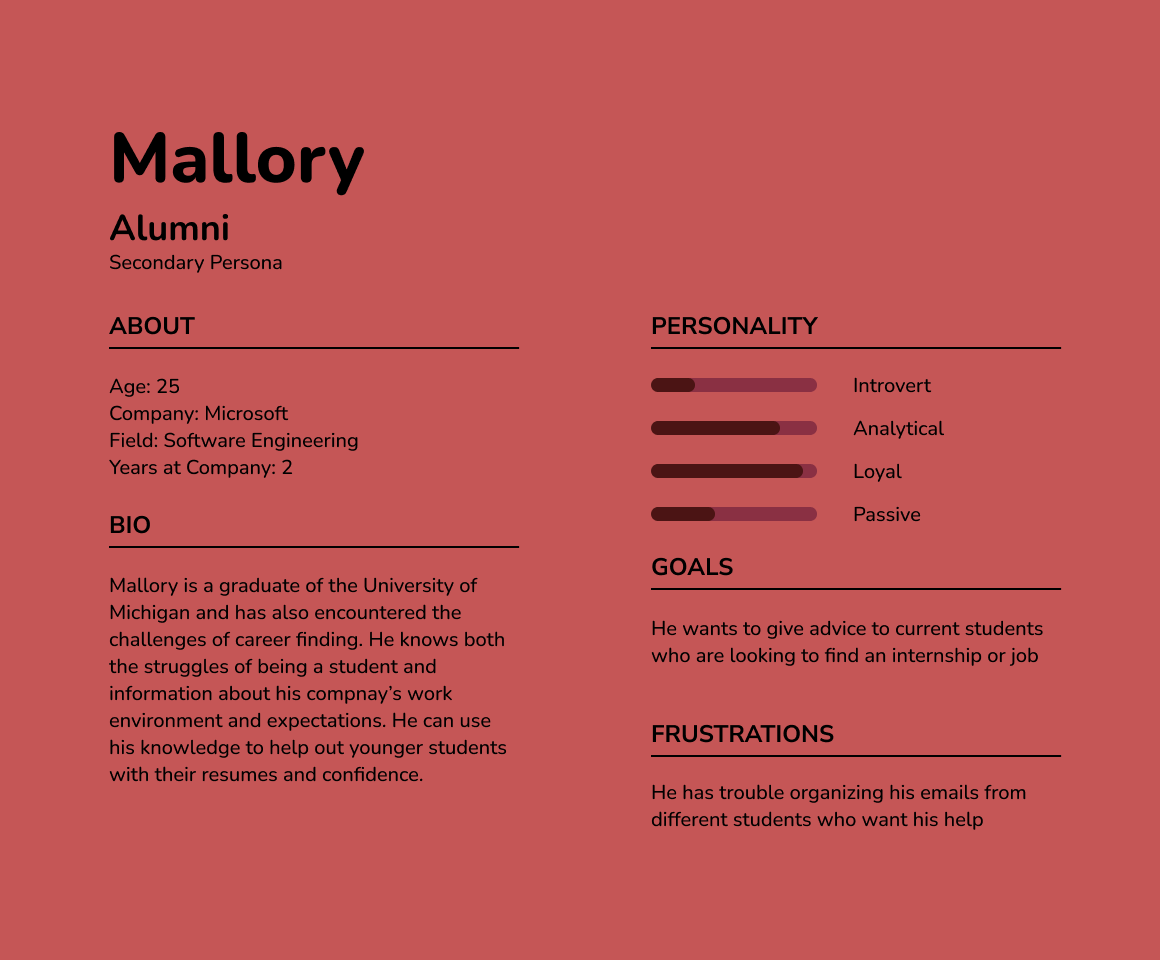 Mallory
Alumni
Secondary Persona
ABOUT
Age: 25
Company: Microsoft
Field: Software Engineering
Years at Company: 2
BIO
Mallory is a graduate of the University of
Michigan and has also encountered the
challenges of career finding. He knows both
the struggles of being a student and
information about his compnay’s work
environment and expectations. He can use
his knowledge to help out younger students
with their resumes and confidence.
PERSONALITY
Introvert
Analytical
Loyal
Passive
GOALS
He wants to give advice to current students
who are looking to find an internship or job
FRUSTRATIONS
He has trouble organizing his emails from
different students who want his help